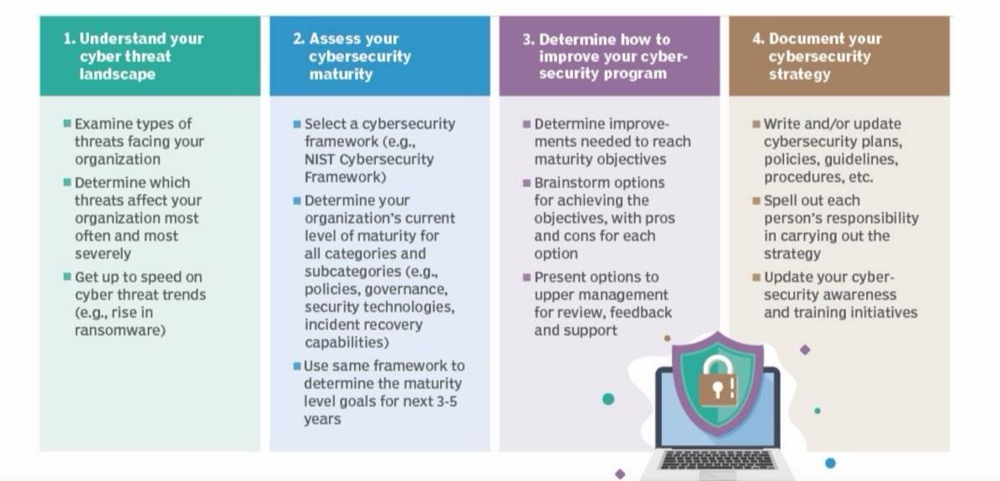 1. Understand your
cyber threat
landscape
■ Examine types of
threats facing your
organization
■ Determine which
threats affect your
organization most
often and most
severely
■ Get up to speed on
cyber threat trends
(e.g., rise in
ransomware)
2. Assess your
cybersecurity
maturity
■ Select a cybersecurity
framework (e.g.,
NIST Cybersecurity
Framework)
■ Determine your
organization's current
level of maturity for
all categories and
subcategories (e.g.,
policies, governance,
security technologies,
incident recovery
capabilities)
■ Use same framework to
determine the maturity
level goals for next 3-5
years
3. Determine how to
improve your cyber-
security program
■ Determine improve-
ments needed to reach
maturity objectives
■ Brainstorm options
for achieving the
objectives, with pros
and cons for each
option
■ Present options to
upper management
for review, feedback
and support
4. Document your
cybersecurity
strategy
■ Write and/or update
cybersecurity plans,
policies, guidelines,
procedures, etc.
■ Spell out each
person's responsibility
in carrying out the
strategy
■ Update your cyber-
security awareness
and training initiatives
!